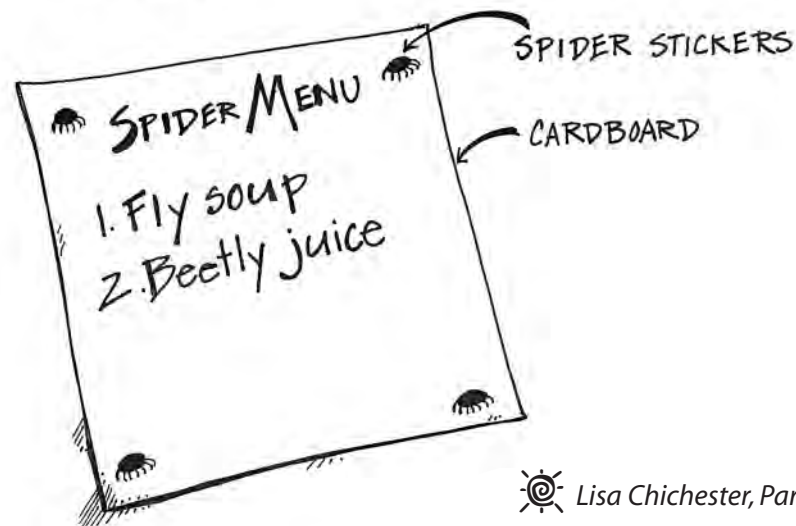 SPIDER STICKERS
SPIDER MENU
CARDBOARD
1. Fly soup
2. Beetly juice
Lisa Chichester, Par